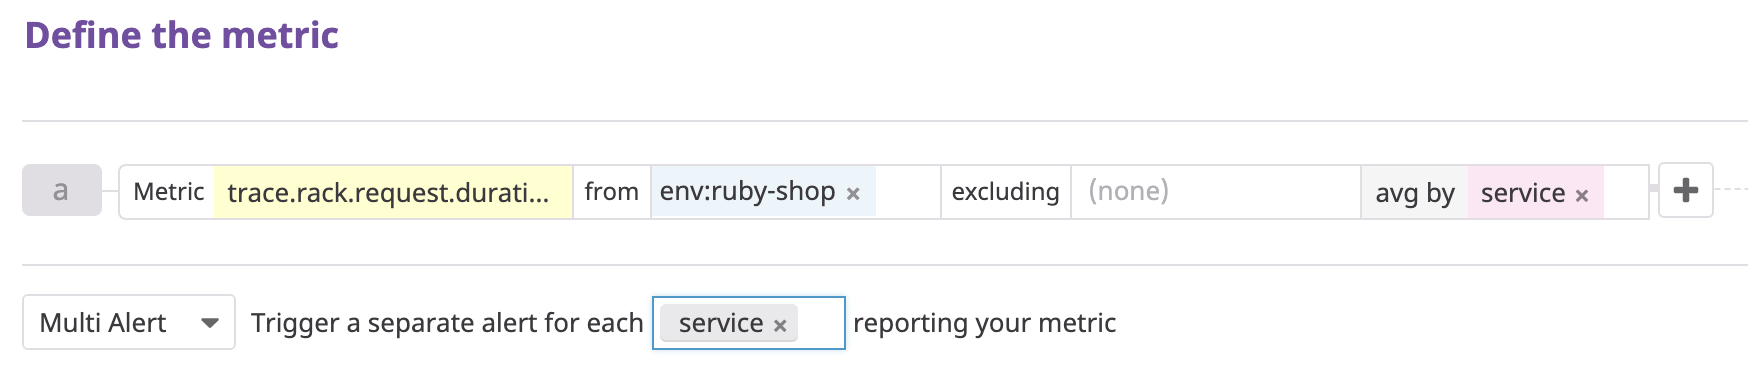 Define the metric
a Metric trace.rack.request.durati... from env:ruby-shop × excluding (none) avg by service × +
Multi Alert Trigger a separate alert for each service × reporting your metric